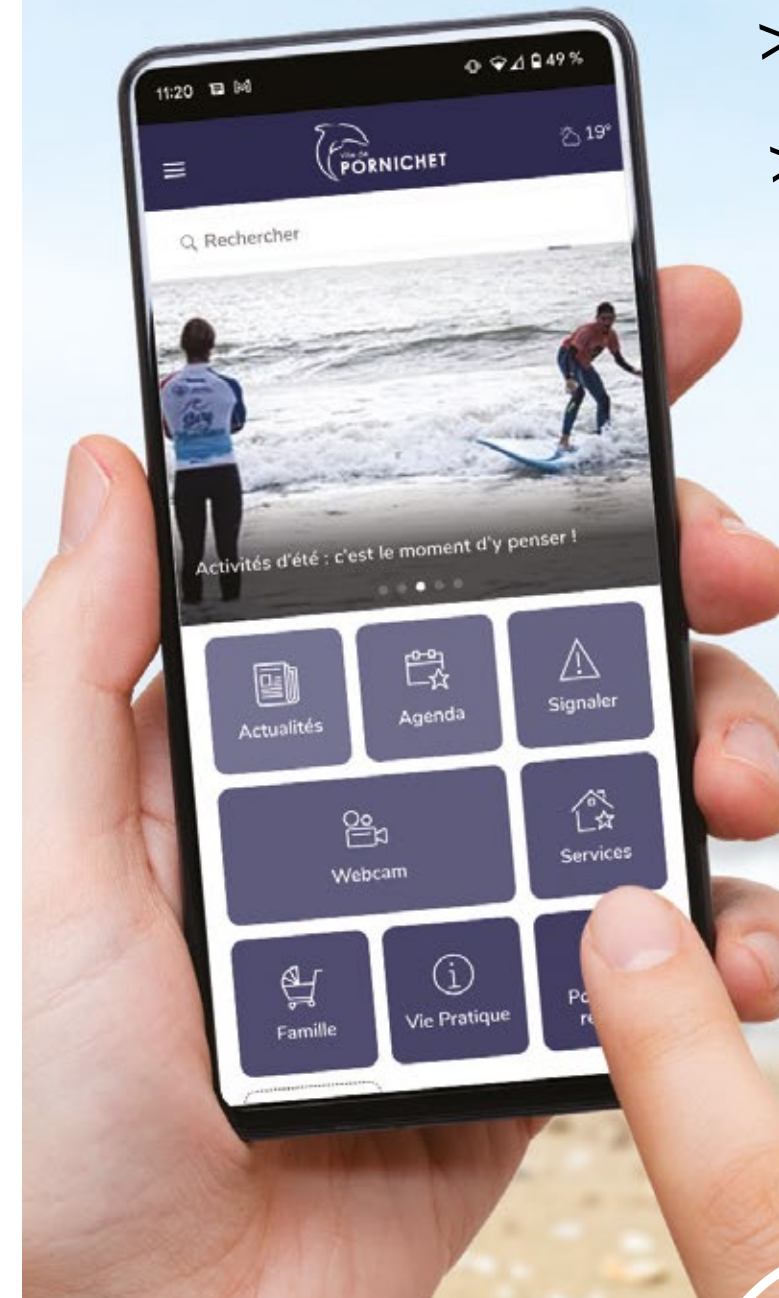 11:20
49 %
Ville de
PORNICHET
19°
Rechercher
Activités d'été : c'est le moment d'y penser !
Actualités
Agenda
Signaler
Webcam
Services
Famille
Vie Pratique